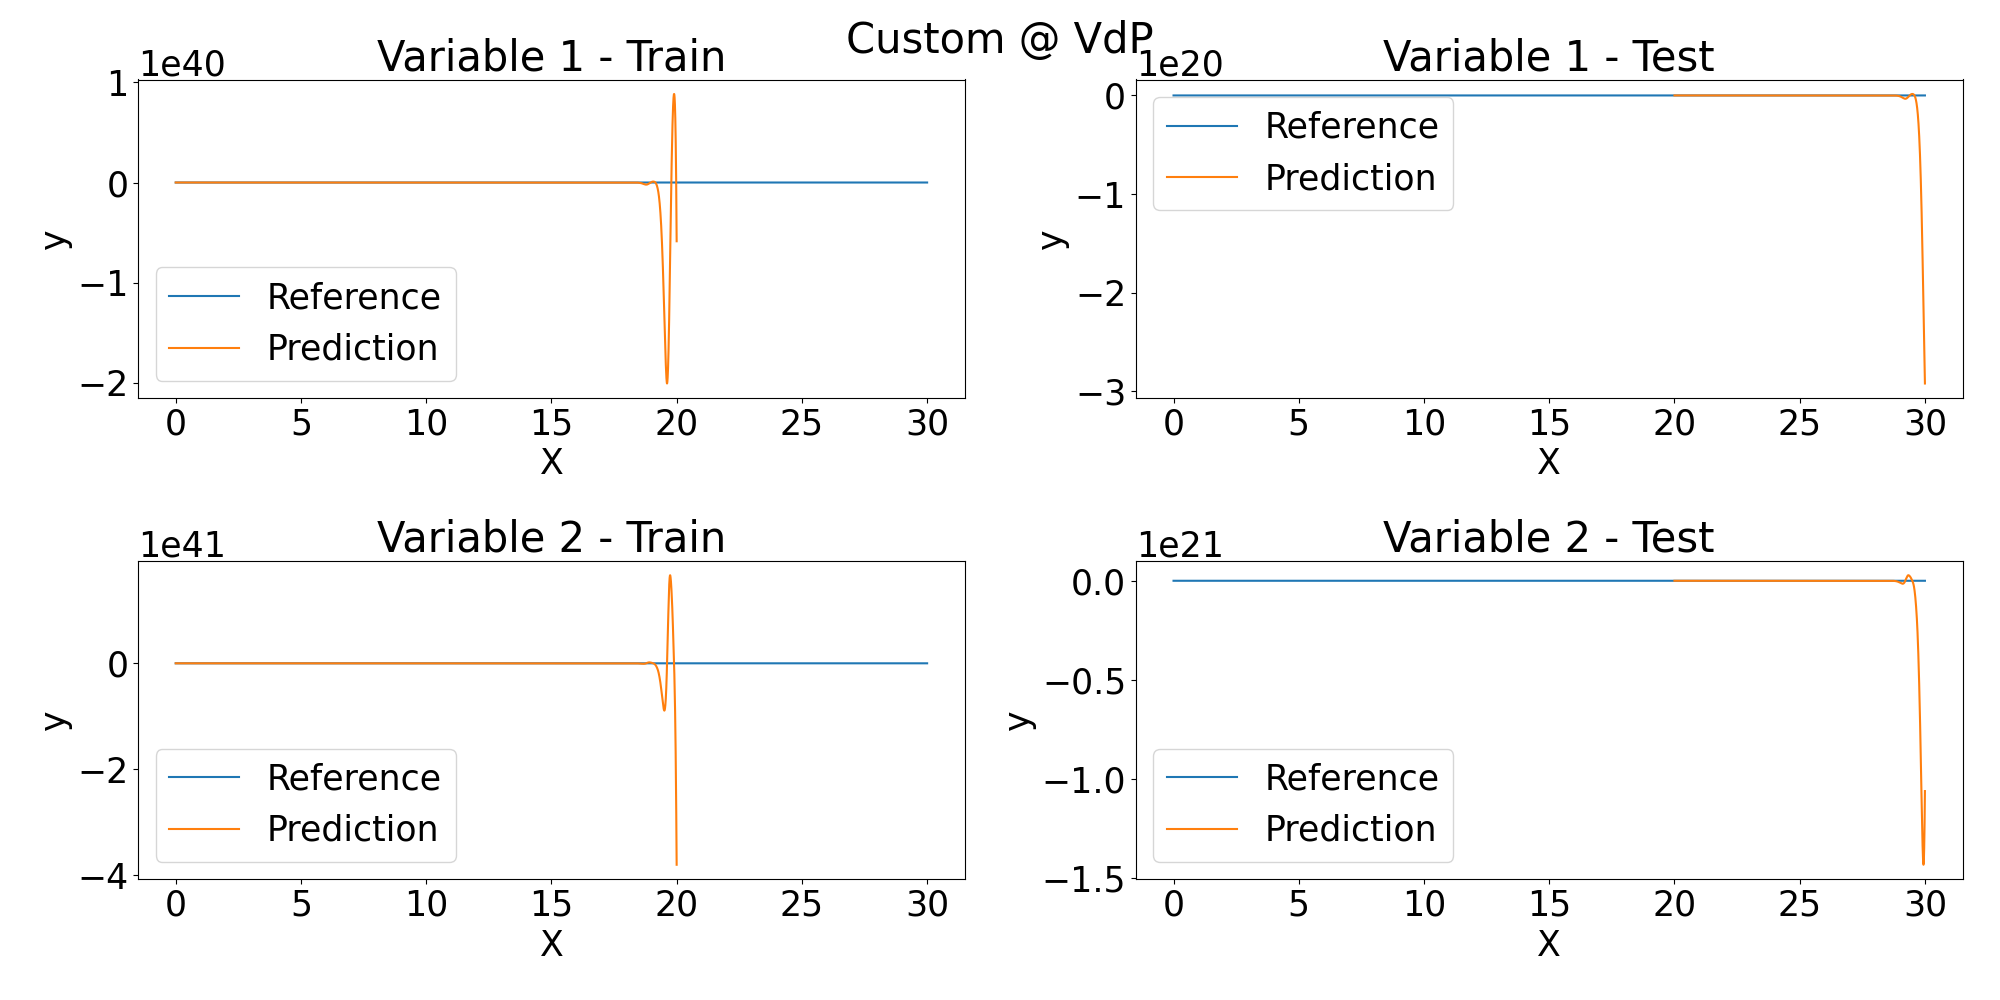 Custom @ VdP
Variable 1 - Train
1e40
1
0
−1
−2
y
Reference
Prediction
0 5 10 15 20 25 30
X
Variable 1 - Test
1e20
0
−1
−2
−3
y
Reference
Prediction
0 5 10 15 20 25 30
X
Variable 2 - Train
1e41
0
−2
−4
y
Reference
Prediction
0 5 10 15 20 25 30
X
Variable 2 - Test
1e21
0.0
−0.5
−1.0
−1.5
y
Reference
Prediction
0 5 10 15 20 25 30
X